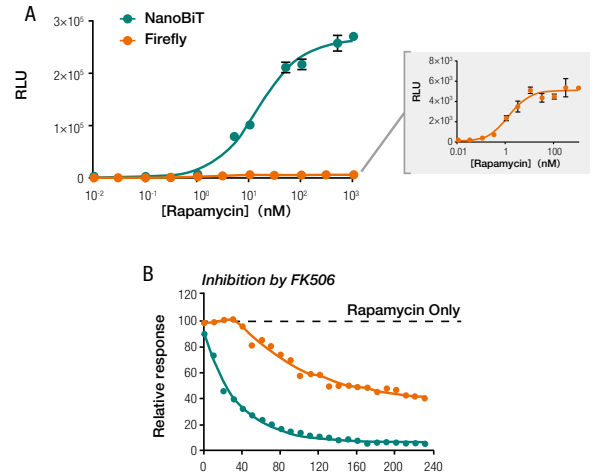 A
NanoBiT
Firefly
RLU
3×10⁵
2×10⁵
1×10⁵
0
10⁻² 10⁻¹ 10⁰ 10¹ 10² 10³
[Rapamycin] (nM)
RLU
8×10³
6×10³
4×10³
2×10³
0
0.01 1 100
[Rapamycin] (nM)
B
Inhibition by FK506
Relative response
120
100
80
60
40
20
0
Rapamycin Only
0 40 80 120 160 200 240